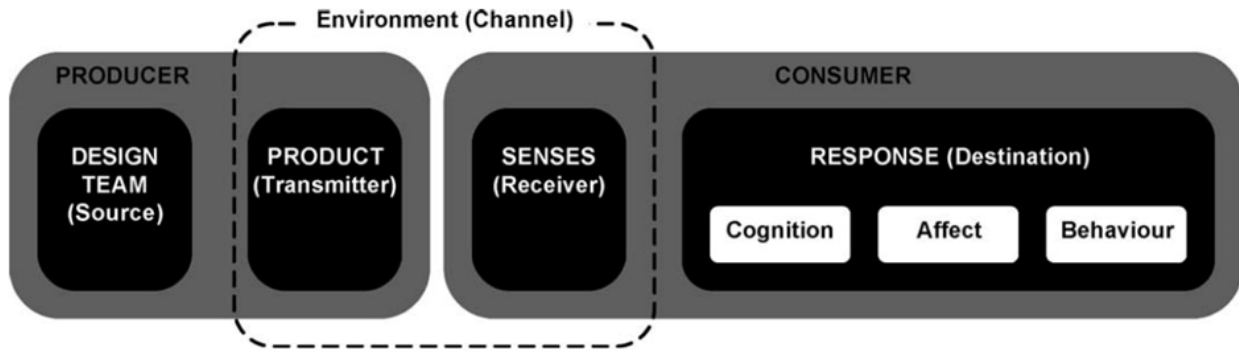 Environment (Channel)
PRODUCER
CONSUMER
DESIGN
TEAM
(Source)
PRODUCT
(Transmitter)
SENSES
(Receiver)
RESPONSE (Destination)
Cognition
Affect
Behaviour